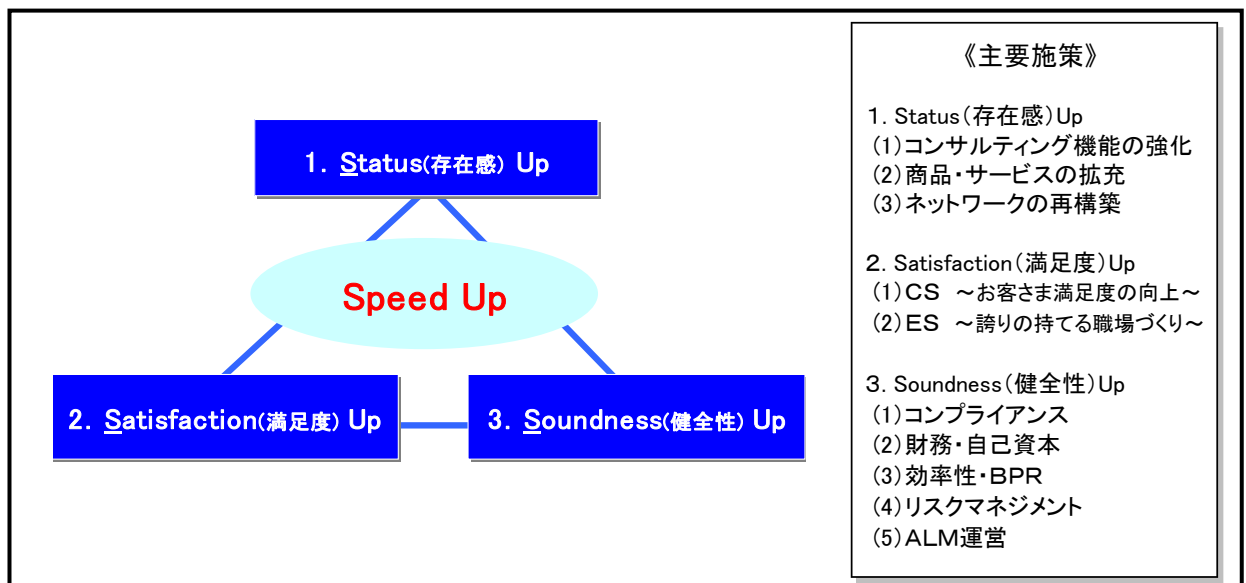 1. Status(存在感) Up
Speed Up
2. Satisfaction(満足度) Up
3. Soundness(健全性) Up
《主要施策》
1. Status(存在感)Up
(1)コンサルティング機能の強化
(2)商品・サービスの拡充
(3)ネットワークの再構築
2. Satisfaction(満足度)Up
(1)CS ~お客さま満足度の向上~
(2)ES ~誇りの持てる職場づくり~
3. Soundness(健全性)Up
(1)コンプライアンス
(2)財務・自己資本
(3)効率性・BPR
(4)リスクマネジメント
(5)ALM運営